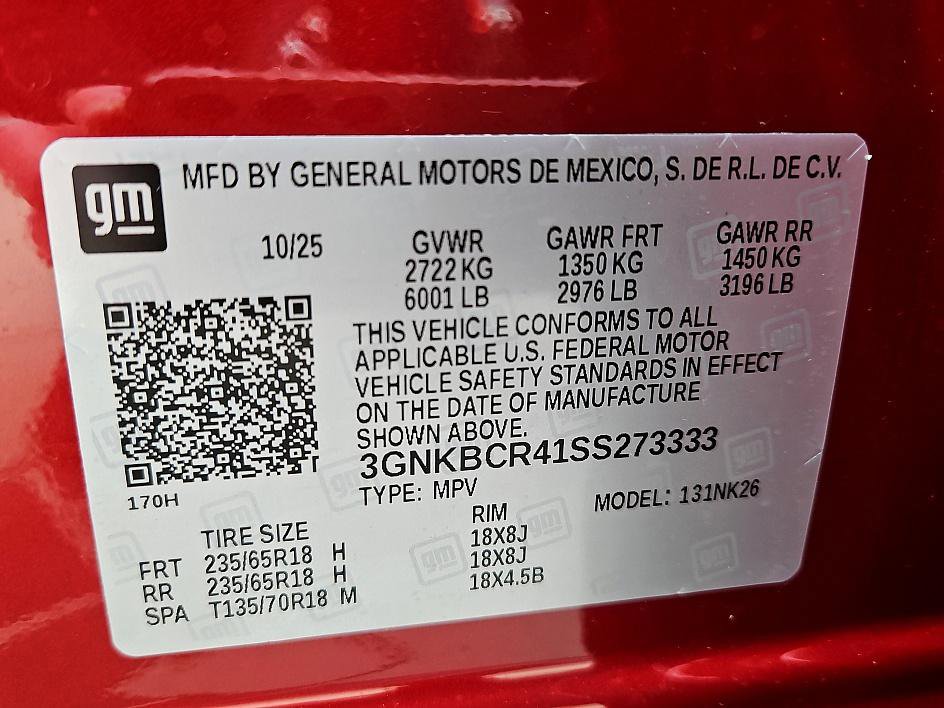 gm
MFD BY GENERAL MOTORS DE MEXICO, S. DE R.L. DE C.V.
10/25 GVWR GAWR FRT GAWR RR
2722 KG 1350 KG 1450 KG
6001 LB 2976 LB 3196 LB
THIS VEHICLE CONFORMS TO ALL
APPLICABLE U.S. FEDERAL MOTOR
VEHICLE SAFETY STANDARDS IN EFFECT
ON THE DATE OF MANUFACTURE
SHOWN ABOVE.
3GNKBCR41SS273333
170H
TYPE: MPV MODEL: 131NK26
TIRE SIZE RIM
FRT 235/65R18 H 18X8J
RR 235/65R18 H 18X8J
SPA T135/70R18 M 18X4.5B